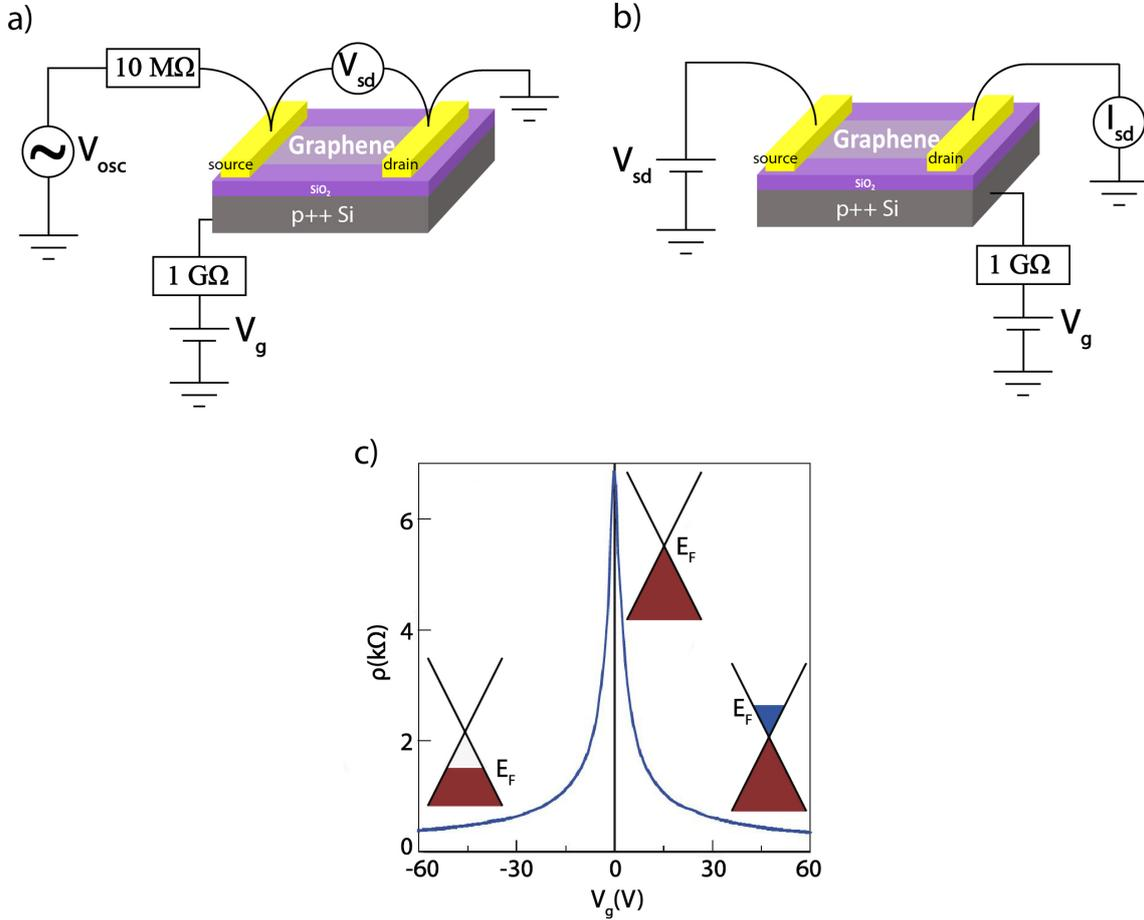 a)
10 MΩ
V_sd
V_osc
Graphene
source
drain
SiO₂
p++ Si
1 GΩ
V_g
b)
V_sd
I_sd
Graphene
source
drain
SiO₂
p++ Si
1 GΩ
V_g
c)
ρ(kΩ)
6
4
2
0
E_F
E_F
E_F
-60
-30
0
30
60
V_g(V)